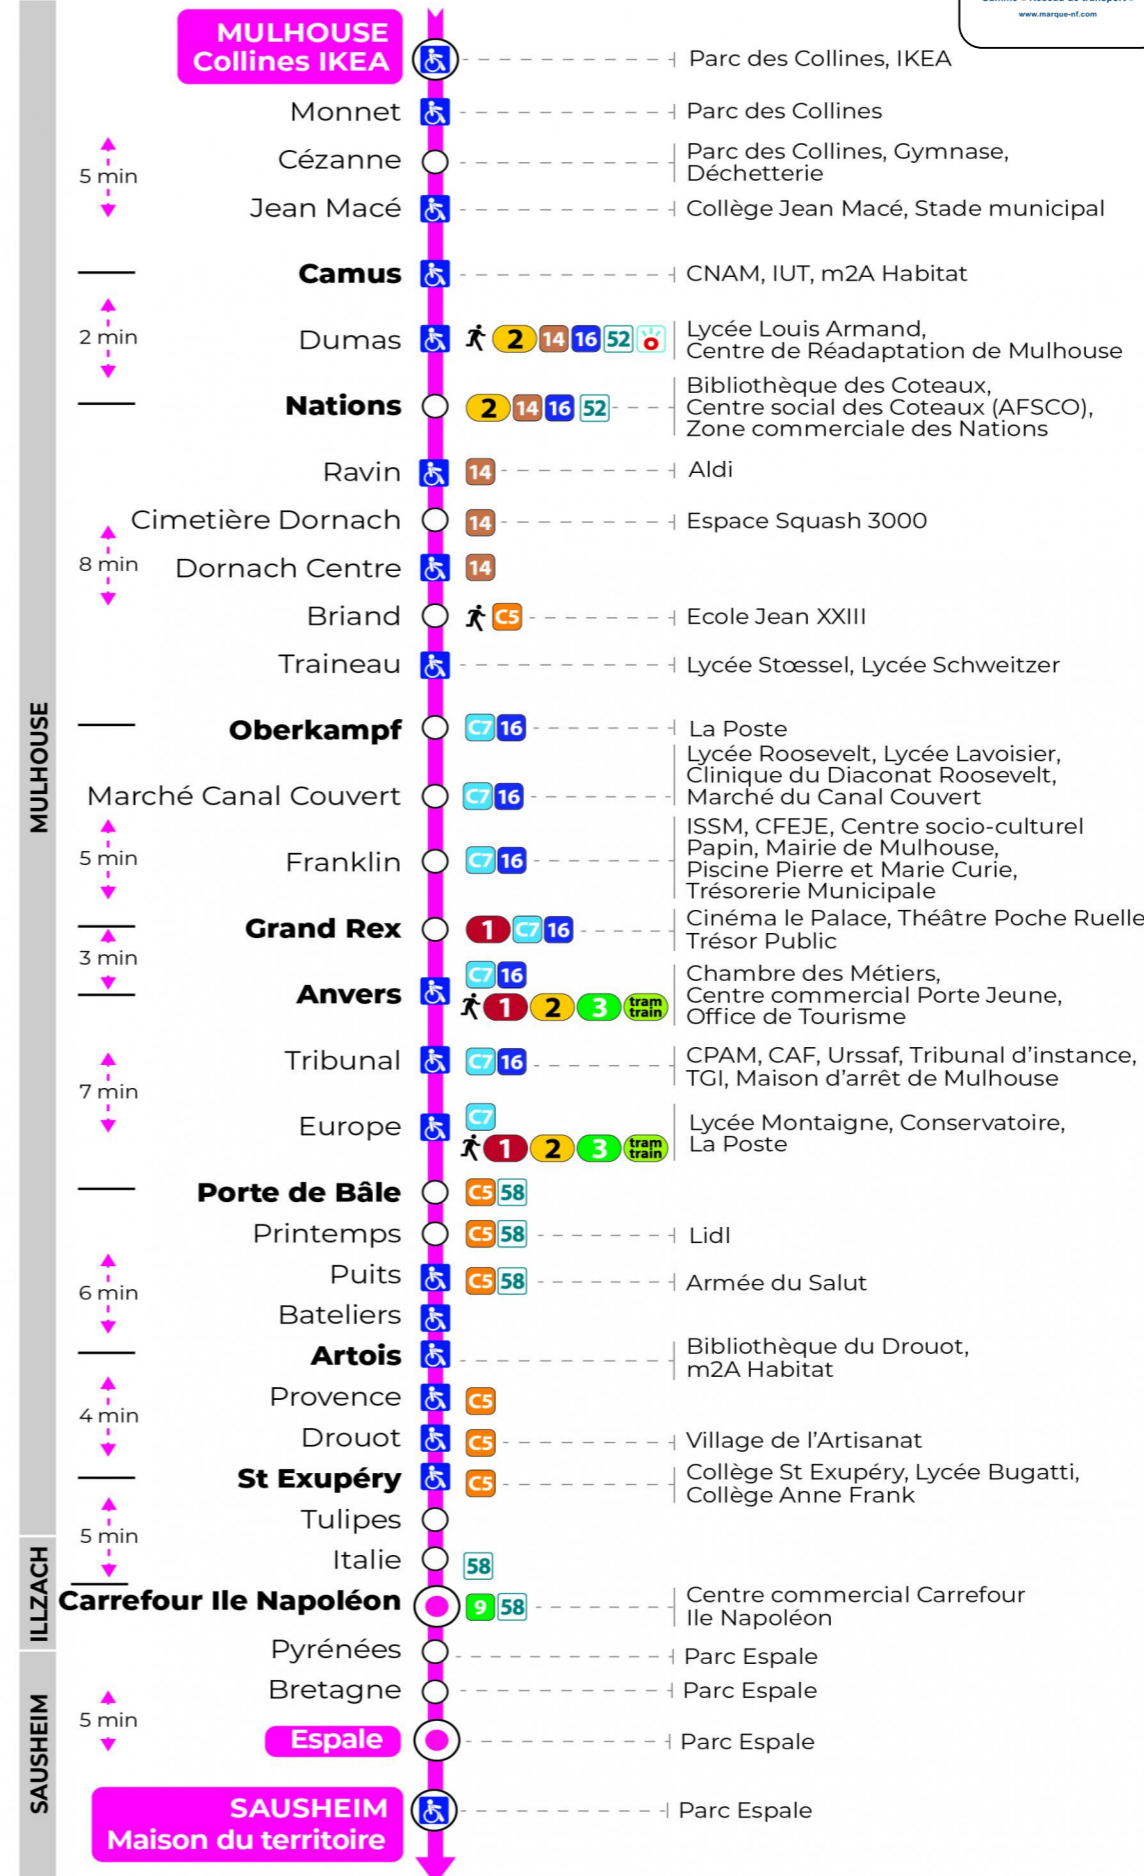 www.marque-nf.com
MULHOUSE
Collines IKEA
Parc des Collines, IKEA
Monnet
Parc des Collines
Cézanne
Parc des Collines, Gymnase,
Déchetterie
5 min
Jean Macé
Collège Jean Macé, Stade municipal
Camus
CNAM, IUT, m2A Habitat
2 min
Dumas
2 14 16 52
Lycée Louis Armand,
Centre de Réadaptation de Mulhouse
Nations
2 14 16 52
Bibliothèque des Coteaux,
Centre social des Coteaux (AFSCO),
Zone commerciale des Nations
Ravin
14
Aldi
Cimetière Dornach
14
Espace Squash 3000
8 min
Dornach Centre
14
Briand
C5
Ecole Jean XXIII
Traineau
Lycée Stœssel, Lycée Schweitzer
MULHOUSE
Oberkampf
C7 16
La Poste
Marché Canal Couvert
C7 16
Lycée Roosevelt, Lycée Lavoisier,
Clinique du Diaconat Roosevelt,
Marché du Canal Couvert
5 min
Franklin
C7 16
ISSM, CFEJE, Centre socio-culturel
Papin, Mairie de Mulhouse,
Piscine Pierre et Marie Curie,
Trésorerie Municipale
Grand Rex
1 C7 16
Cinéma le Palace, Théâtre Poche Ruelle
Trésor Public
3 min
Anvers
C7 16
1 2 3 tram train
Chambre des Métiers,
Centre commercial Porte Jeune,
Office de Tourisme
Tribunal
C7 16
CPAM, CAF, Urssaf, Tribunal d’instance,
TGI, Maison d’arrêt de Mulhouse
7 min
Europe
C7
1 2 3 tram train
Lycée Montaigne, Conservatoire,
La Poste
Porte de Bâle
C5 58
Printemps
C5 58
Lidl
6 min
Puits
C5 58
Armée du Salut
Bateliers
Artois
Bibliothèque du Drouot,
m2A Habitat
Provence
C5
4 min
Drouot
C5
Village de l’Artisanat
St Exupéry
C5
Collège St Exupéry, Lycée Bugatti,
Collège Anne Frank
Tulipes
5 min
Italie
58
ILLZACH
Carrefour Ile Napoléon
9 58
Centre commercial Carrefour
Ile Napoléon
Pyrénées
Parc Espale
Bretagne
Parc Espale
5 min
Espale
Parc Espale
SAUSHEIM
SAUSHEIM
Maison du territoire
Parc Espale